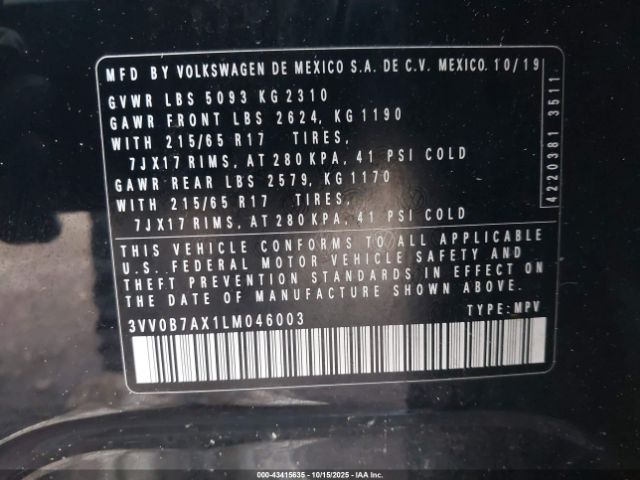 MFD BY VOLKSWAGEN DE MEXICO S.A. DE C.V. MEXICO. 10/19
GVWR LBS 5093 KG 2310
GAWR FRONT LBS 2624, KG 1190
WITH 215/65 R17 TIRES,
7JX17 RIMS, AT 280 KPA, 41 PSI COLD
GAWR REAR LBS 2579, KG 1170
WITH 215/65 R17 TIRES,
7JX17 RIMS, AT 280 KPA, 41 PSI COLD
4220381 3511
THIS VEHICLE CONFORMS TO ALL APPLICABLE
U.S. FEDERAL MOTOR VEHICLE SAFETY AND
THEFT PREVENTION STANDARDS IN EFFECT ON
THE DATE OF MANUFACTURE SHOWN ABOVE.
3VV0B7AX1LM046003 TYPE: MPV
000-43415635 - 10/15/2025 - IAA Inc.